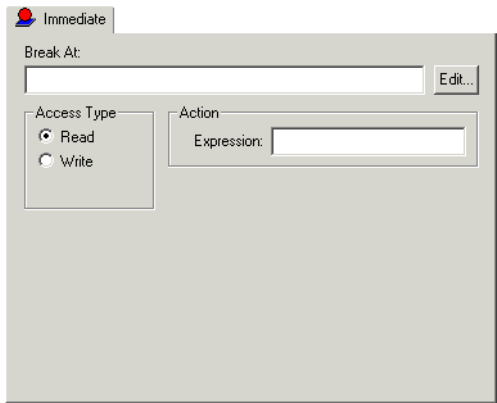 Immediate
Break At:
Edit...
Access Type
Read
Write
Action
Expression: